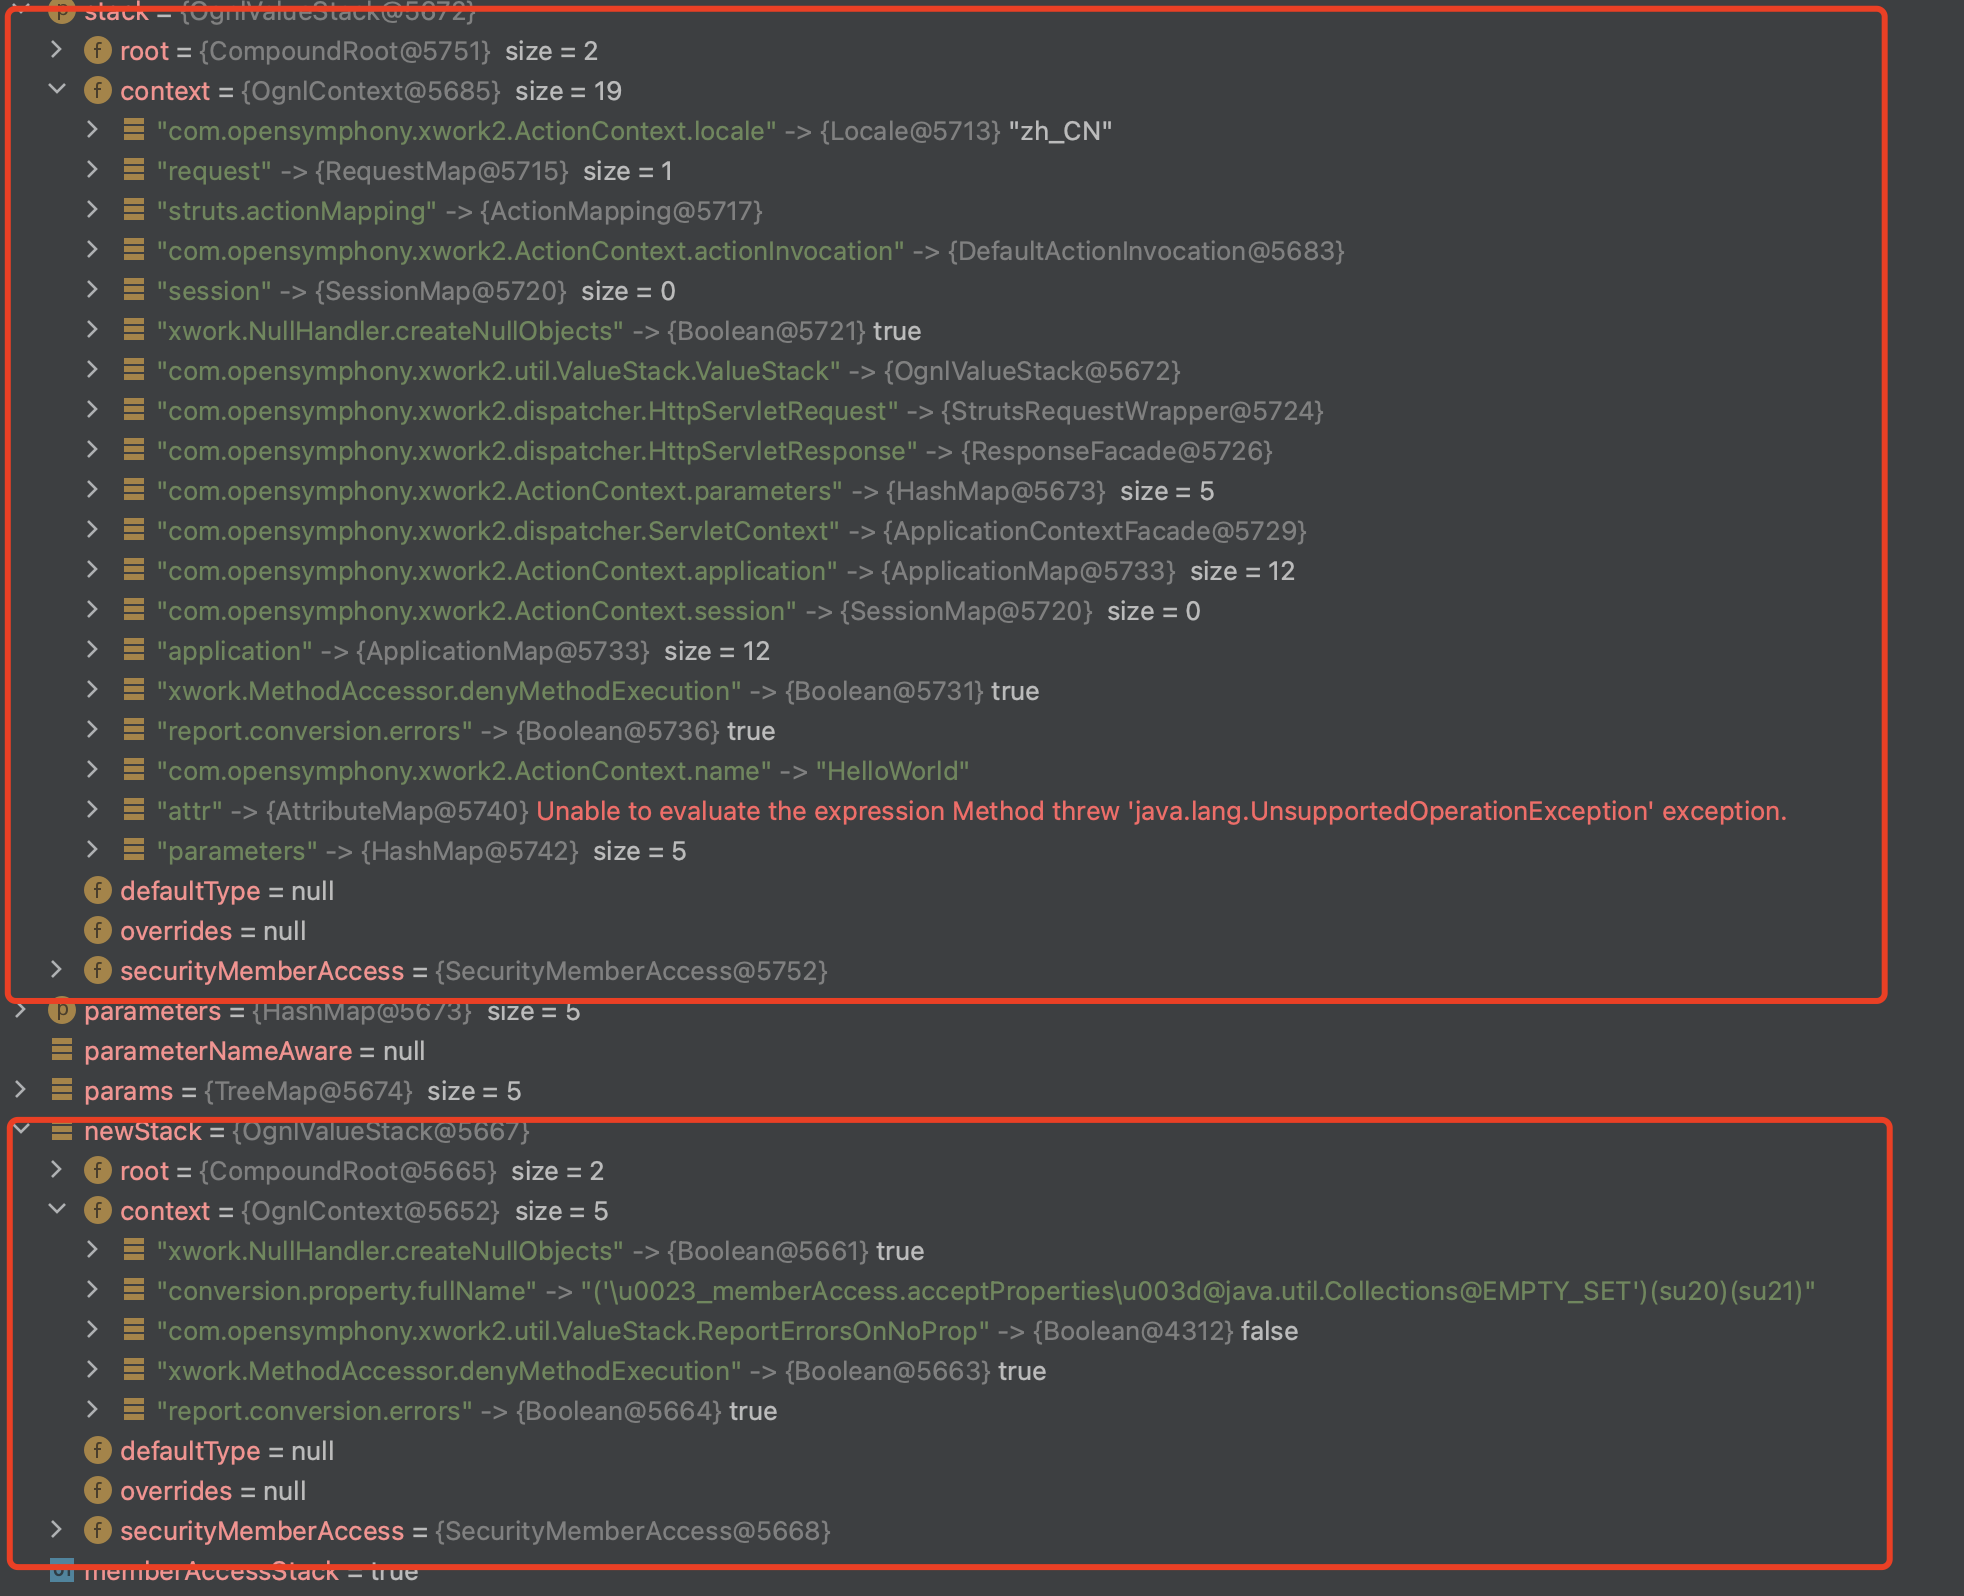 stack = {OgnlValueStack@5672}
root = {CompoundRoot@5751} size = 2
context = {OgnlContext@5685} size = 19
"com.opensymphony.xwork2.ActionContext.locale" -> {Locale@5713} "zh_CN"
"request" -> {RequestMap@5715} size = 1
"struts.actionMapping" -> {ActionMapping@5717}
"com.opensymphony.xwork2.ActionContext.actionInvocation" -> {DefaultActionInvocation@5683}
"session" -> {SessionMap@5720} size = 0
"xwork.NullHandler.createNullObjects" -> {Boolean@5721} true
"com.opensymphony.xwork2.util.ValueStack.ValueStack" -> {OgnlValueStack@5672}
"com.opensymphony.xwork2.dispatcher.HttpServletRequest" -> {StrutsRequestWrapper@5724}
"com.opensymphony.xwork2.dispatcher.HttpServletResponse" -> {ResponseFacade@5726}
"com.opensymphony.xwork2.ActionContext.parameters" -> {HashMap@5673} size = 5
"com.opensymphony.xwork2.dispatcher.ServletContext" -> {ApplicationContextFacade@5729}
"com.opensymphony.xwork2.ActionContext.application" -> {ApplicationMap@5733} size = 12
"com.opensymphony.xwork2.ActionContext.session" -> {SessionMap@5720} size = 0
"application" -> {ApplicationMap@5733} size = 12
"xwork.MethodAccessor.denyMethodExecution" -> {Boolean@5731} true
"report.conversion.errors" -> {Boolean@5736} true
"com.opensymphony.xwork2.ActionContext.name" -> "HelloWorld"
"attr" -> {AttributeMap@5740} Unable to evaluate the expression Method threw 'java.lang.UnsupportedOperationException' exception.
"parameters" -> {HashMap@5742} size = 5
defaultType = null
overrides = null
securityMemberAccess = {SecurityMemberAccess@5752}
parameters = {HashMap@5673} size = 5
parameterNameAware = null
params = {TreeMap@5674} size = 5
newStack = {OgnlValueStack@5667}
root = {CompoundRoot@5665} size = 2
context = {OgnlContext@5652} size = 5
"xwork.NullHandler.createNullObjects" -> {Boolean@5661} true
"conversion.property.fullName" -> "('\u0023_memberAccess.acceptProperties\u003d@java.util.Collections@EMPTY_SET')(su20)(su21)"
"com.opensymphony.xwork2.util.ValueStack.ReportErrorsOnNoProp" -> {Boolean@4312} false
"xwork.MethodAccessor.denyMethodExecution" -> {Boolean@5663} true
"report.conversion.errors" -> {Boolean@5664} true
defaultType = null
overrides = null
securityMemberAccess = {SecurityMemberAccess@5668}
memberAccessStack = true